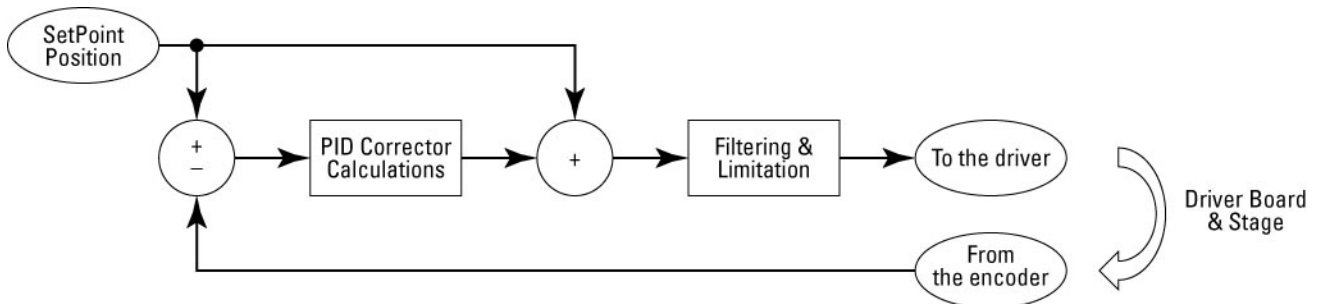 SetPoint
Position
+
–
PID Corrector
Calculations
+
Filtering &
Limitation
To the driver
Driver Board
& Stage
From
the encoder